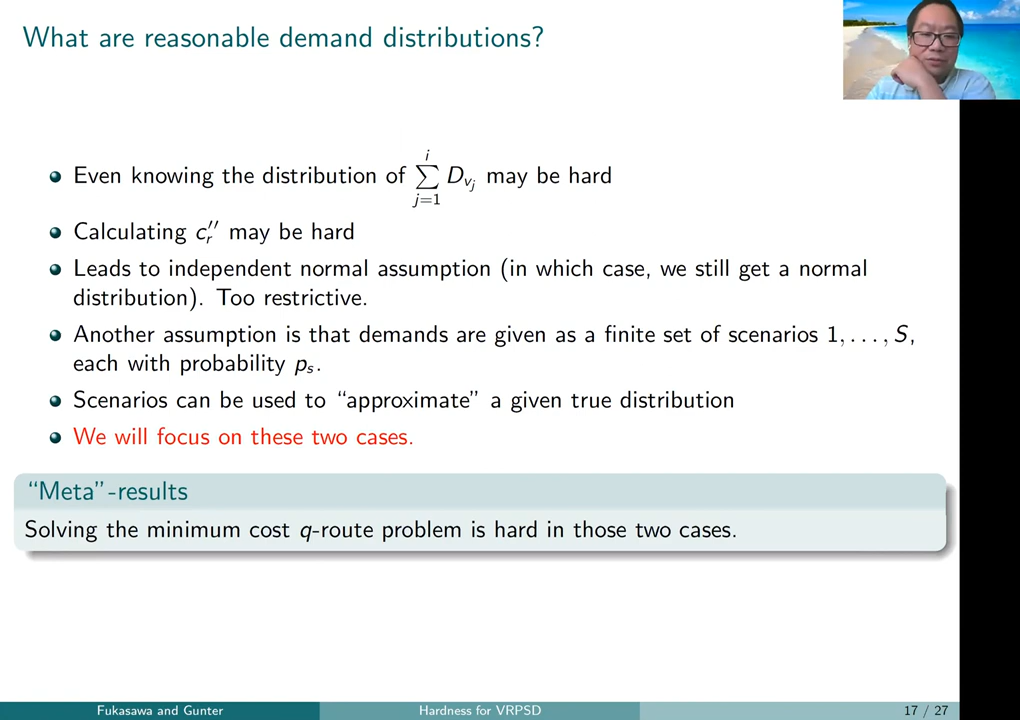 What are reasonable demand distributions?
Even knowing the distribution of $\sum_{j=1}^{i} D_{v_j}$ may be hard
Calculating $c_r''$ may be hard
Leads to independent normal assumption (in which case, we still get a normal
distribution). Too restrictive.
Another assumption is that demands are given as a finite set of scenarios $1, \ldots, S$,
each with probability $p_s$.
Scenarios can be used to “approximate” a given true distribution
We will focus on these two cases.
“Meta”-results
Solving the minimum cost q-route problem is hard in those two cases.
Fukasawa and Gunter
Hardness for VRPSD
17 / 27